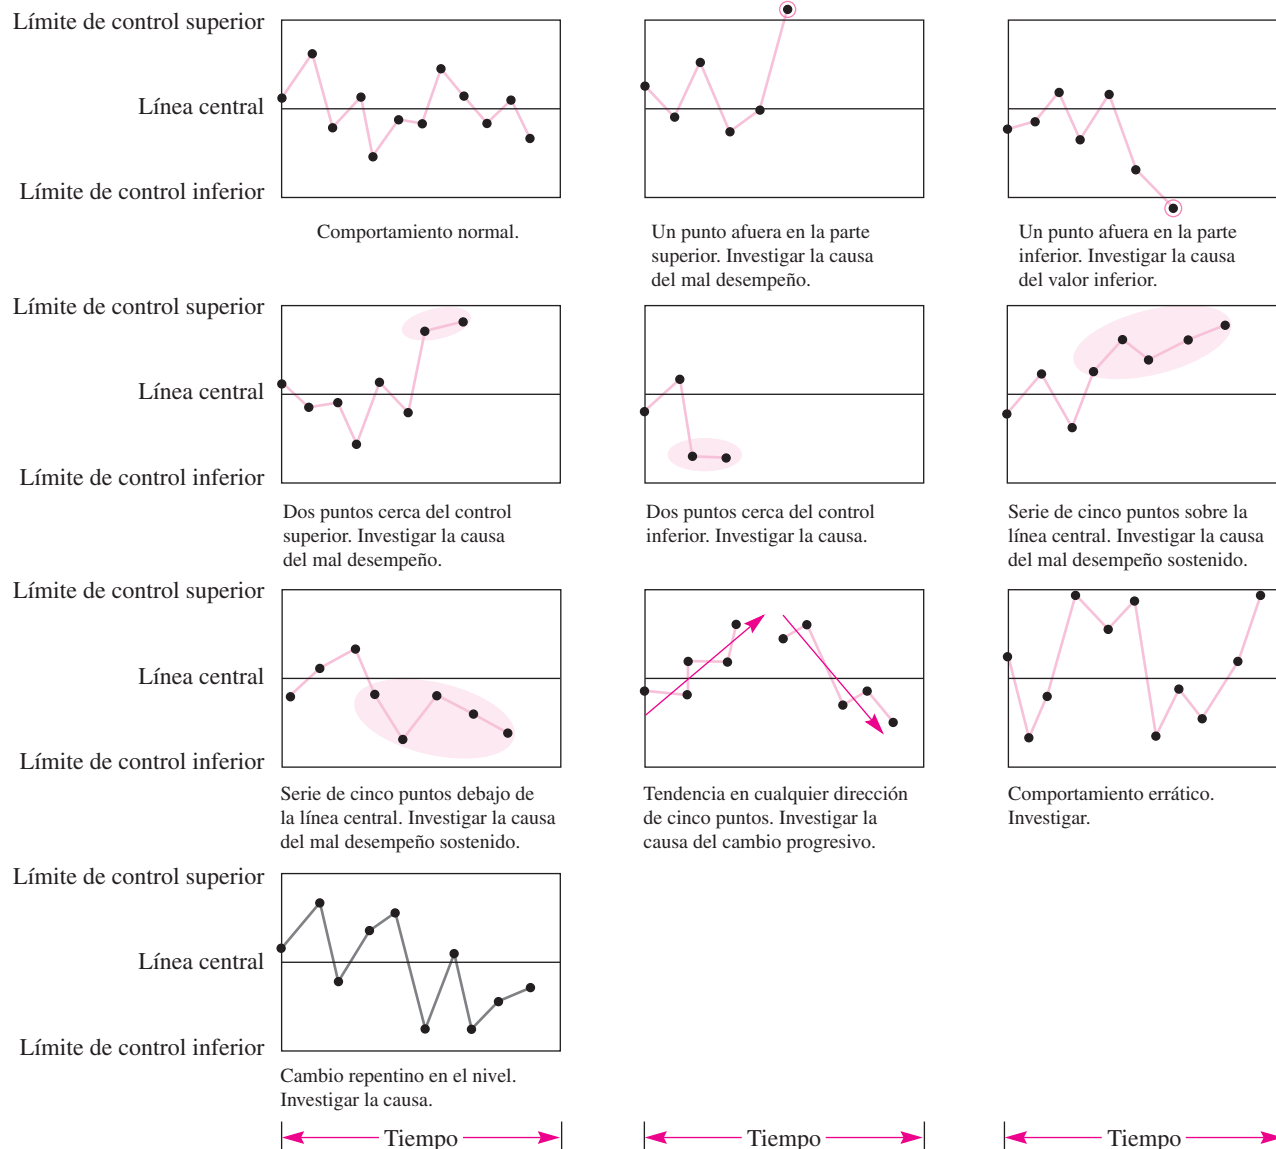 Límite de control superior
Línea central
Límite de control inferior
Comportamiento normal.
Un punto afuera en la parte
superior. Investigar la causa
del mal desempeño.
Un punto afuera en la parte
inferior. Investigar la causa
del valor inferior.
Límite de control superior
Línea central
Límite de control inferior
Dos puntos cerca del control
superior. Investigar la causa
del mal desempeño.
Dos puntos cerca del control
inferior. Investigar la causa.
Serie de cinco puntos sobre la
línea central. Investigar la causa
del mal desempeño sostenido.
Límite de control superior
Línea central
Límite de control inferior
Serie de cinco puntos debajo de
la línea central. Investigar la causa
del mal desempeño sostenido.
Tendencia en cualquier dirección
de cinco puntos. Investigar la
causa del cambio progresivo.
Comportamiento errático.
Investigar.
Límite de control superior
Línea central
Límite de control inferior
Cambio repentino en el nivel.
Investigar la causa.
Tiempo
Tiempo
Tiempo